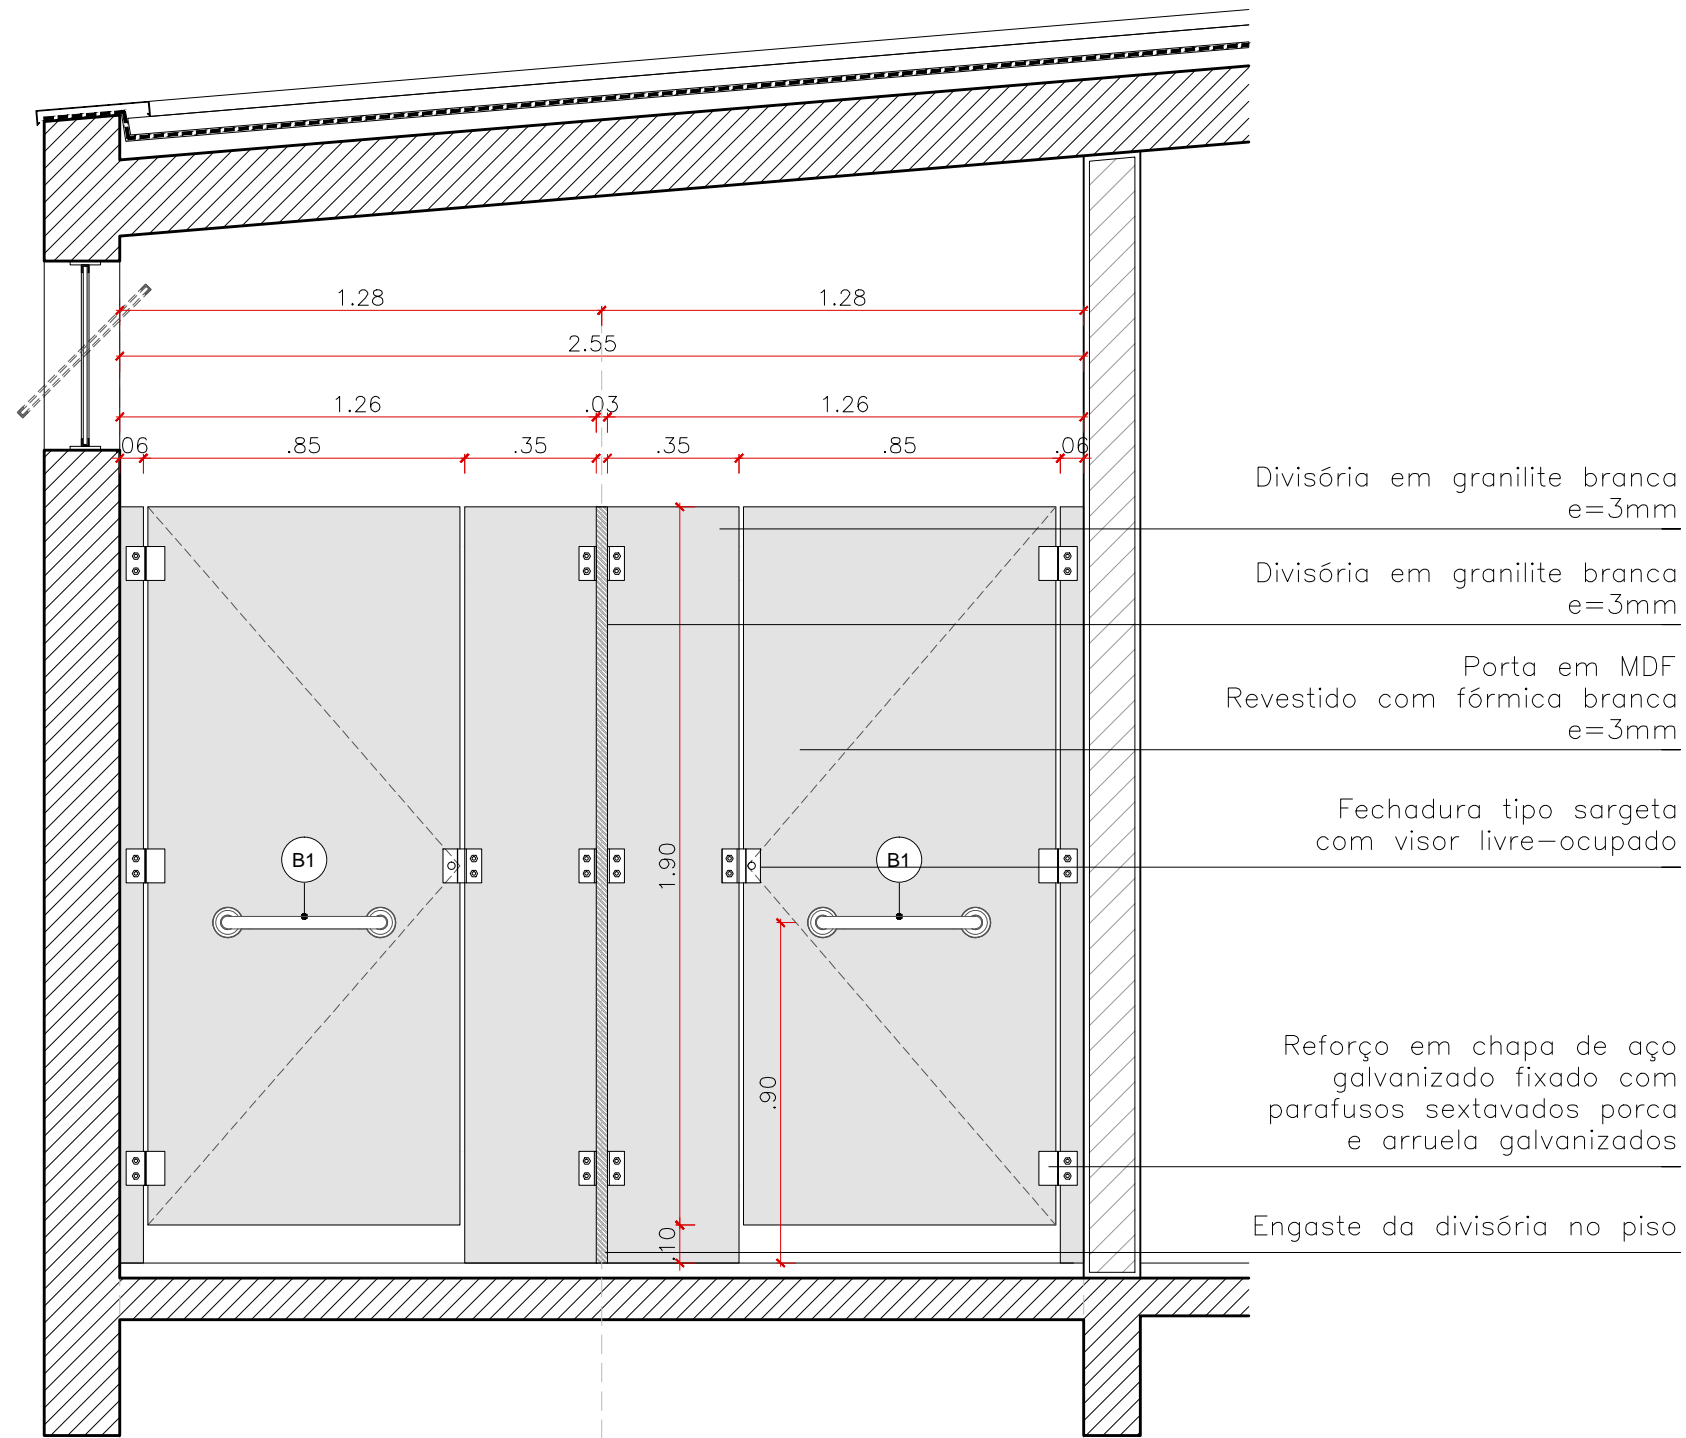 1.28
1.28
2.55
1.26
.03
1.26
.06
.85
.35
.35
.85
.06
Divisória em granilite branca
e=3mm
Divisória em granilite branca
e=3mm
Porta em MDF
Revestido com fórmica branca
e=3mm
Fechadura tipo sargeta
com visor livre-ocupado
B1
1.90
B1
.90
Reforço em chapa de aço
galvanizado fixado com
parafusos sextavados porca
e arruela galvanizados
.10
Engaste da divisória no piso